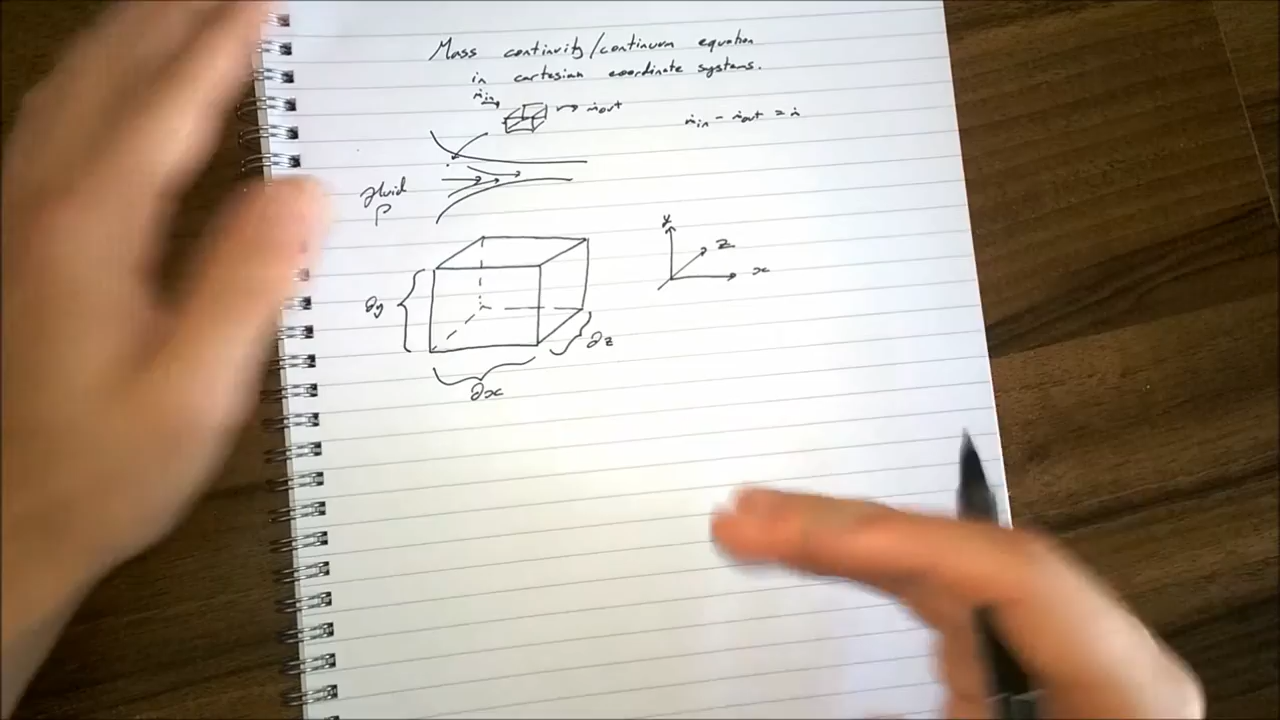 Mass continuity/continuum equation
in cartesian coordinate systems.
ṁin → → ṁout
ṁin - ṁout = ṁ
fluid
ρ
y
z
x
∂y
∂z
∂x